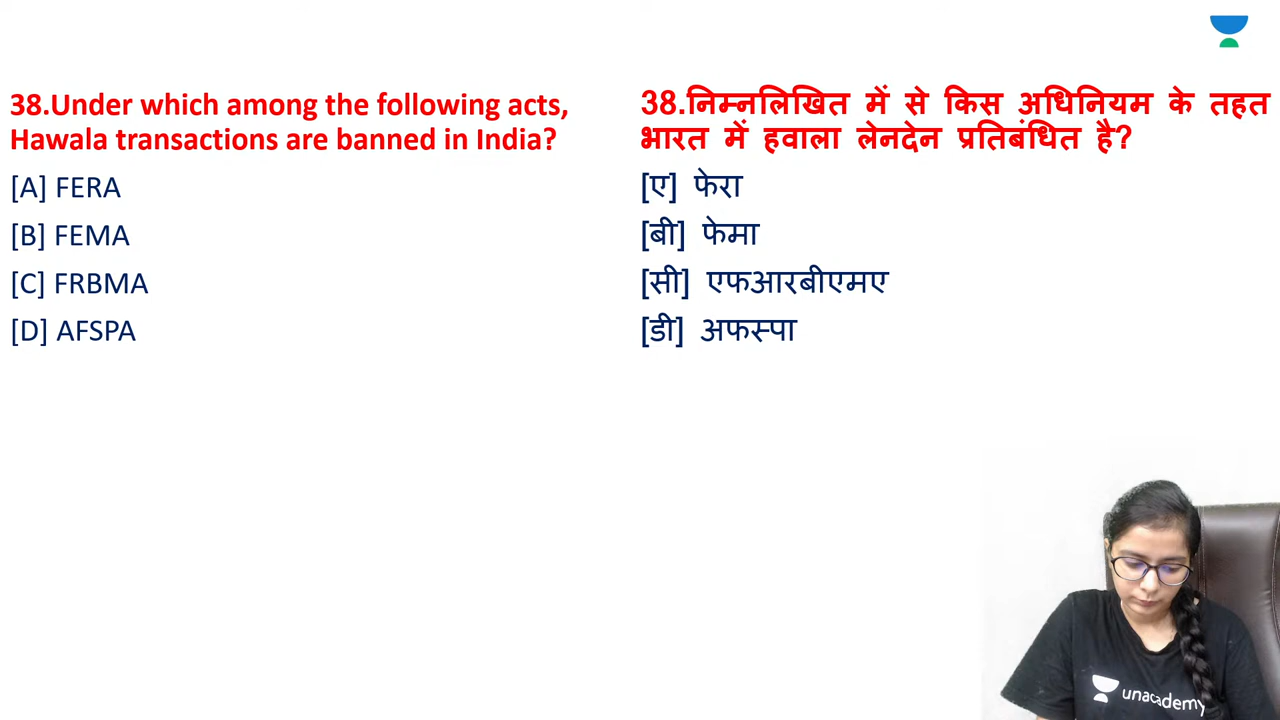 38.Under which among the following acts,
Hawala transactions are banned in India?
[A] FERA
[B] FEMA
[C] FRBMA
[D] AFSPA
38.निम्नलिखित में से किस अधिनियम के तहत
भारत में हवाला लेनदेन प्रतिबंधित है?
[ए] फेरा
[बी] फेमा
[सी] एफआरबीएमए
[डी] अफस्पा
unacademy